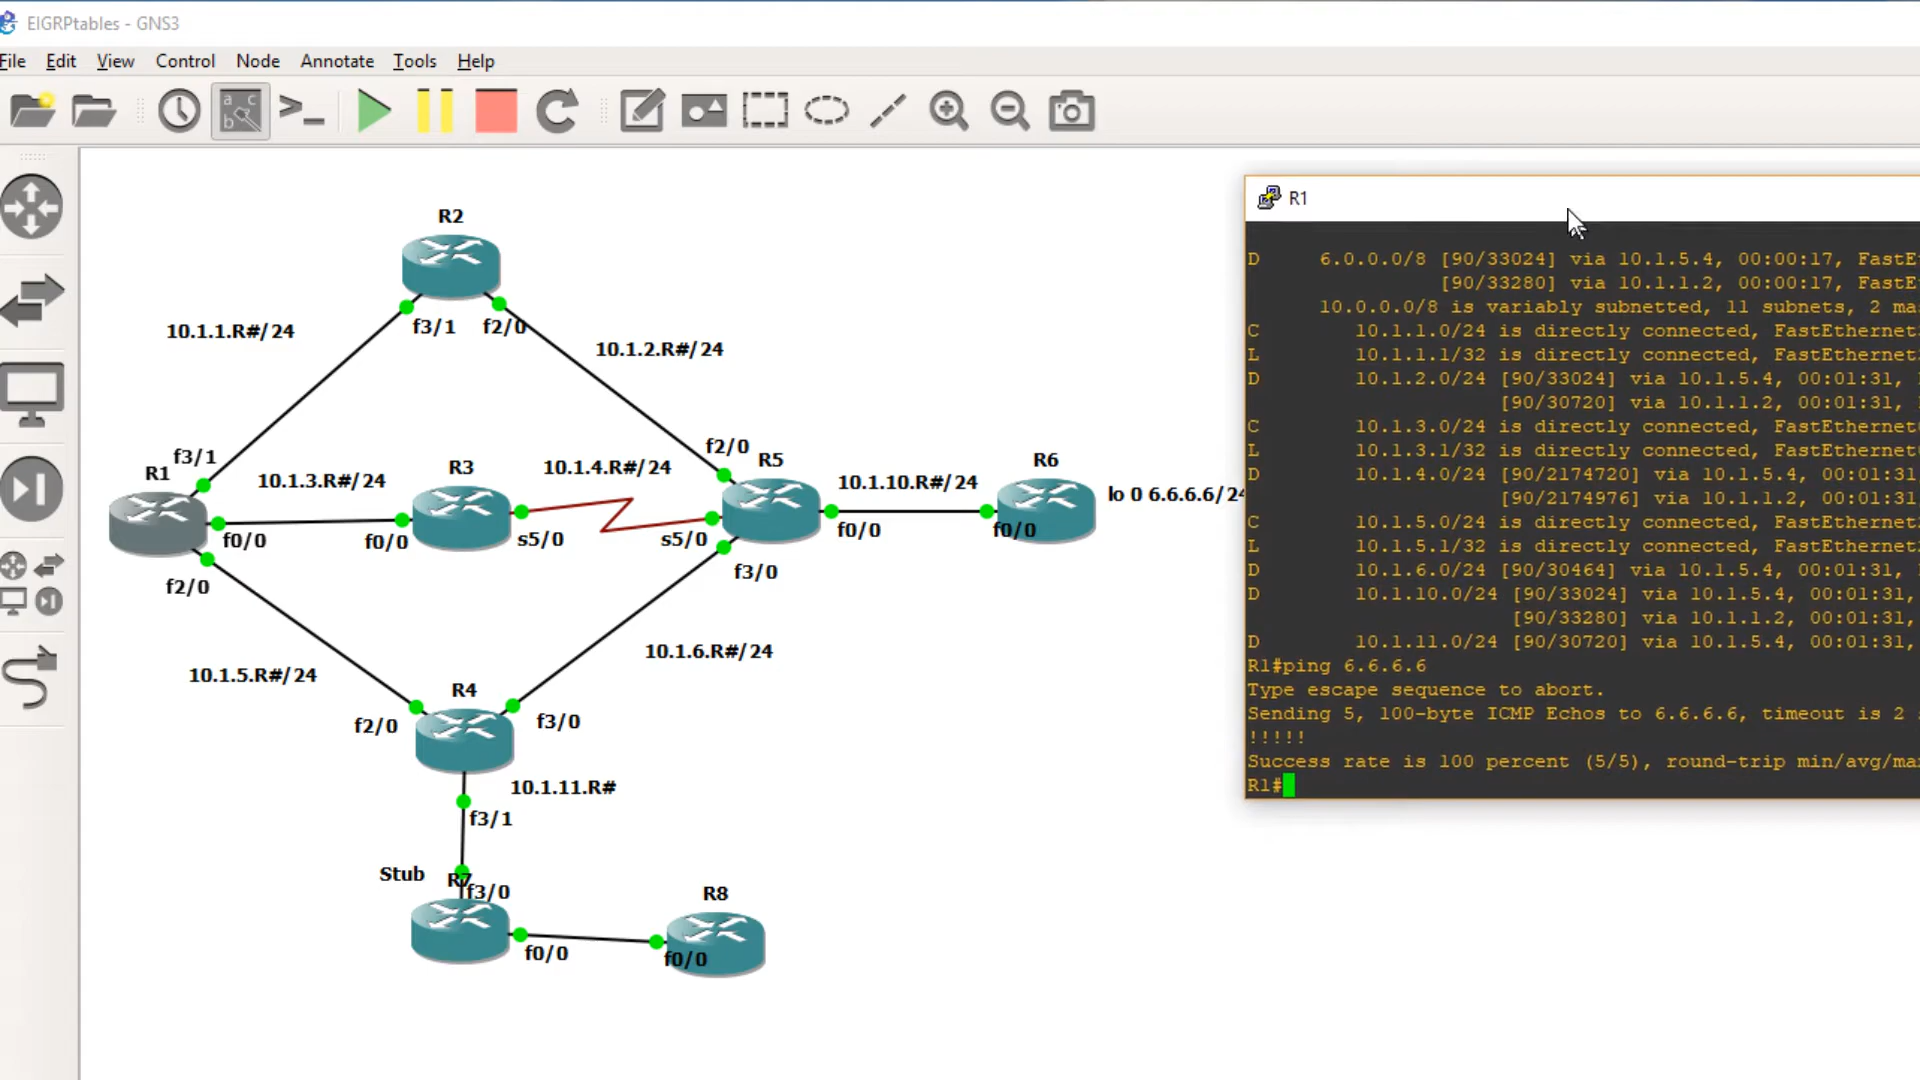 EIGRPtables - GNS3
File Edit View Control Node Annotate Tools Help
R2
10.1.1.R#/24
f3/1 f2/0
10.1.2.R#/24
f3/1
R1
10.1.3.R#/24
R3
10.1.4.R#/24
f2/0
R5
10.1.10.R#/24
R6
lo 0 6.6.6.6/24
f0/0
f0/0
s5/0
s5/0
f0/0
f0/0
f2/0
f3/0
10.1.5.R#/24
10.1.6.R#/24
R4
f2/0
f3/0
10.1.11.R#
f3/1
Stub
R7
f3/0
R8
f0/0
f0/0
R1
D 6.0.0.0/8 [90/33024] via 10.1.5.4, 00:00:17, FastE
[90/33280] via 10.1.1.2, 00:00:17, FastE
10.0.0.0/8 is variably subnetted, 11 subnets, 2 ma
C 10.1.1.0/24 is directly connected, FastEthernet
L 10.1.1.1/32 is directly connected, FastEthernet
D 10.1.2.0/24 [90/33024] via 10.1.5.4, 00:01:31,
[90/30720] via 10.1.1.2, 00:01:31,
C 10.1.3.0/24 is directly connected, FastEthernet
L 10.1.3.1/32 is directly connected, FastEthernet
D 10.1.4.0/24 [90/2174720] via 10.1.5.4, 00:01:31
[90/2174976] via 10.1.1.2, 00:01:31
C 10.1.5.0/24 is directly connected, FastEthernet
L 10.1.5.1/32 is directly connected, FastEthernet
D 10.1.6.0/24 [90/30464] via 10.1.5.4, 00:01:31,
D 10.1.10.0/24 [90/33024] via 10.1.5.4, 00:01:31,
[90/33280] via 10.1.1.2, 00:01:31,
D 10.1.11.0/24 [90/30720] via 10.1.5.4, 00:01:31,
R1#ping 6.6.6.6
Type escape sequence to abort.
Sending 5, 100-byte ICMP Echos to 6.6.6.6, timeout is 2
!!!!!
Success rate is 100 percent (5/5), round-trip min/avg/ma
R1#